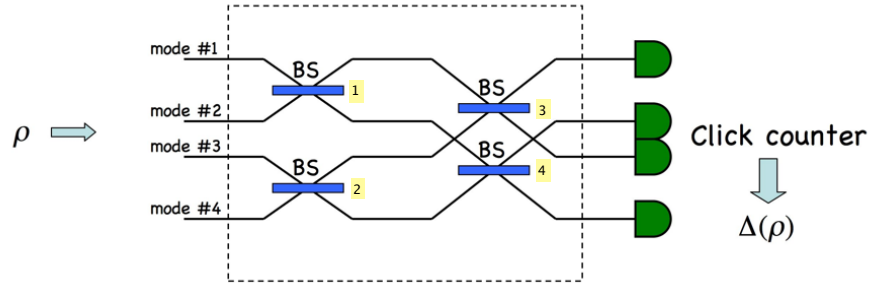 mode #1
BS
1
mode #2
BS
3
ρ
mode #3
BS
2
BS
4
mode #4
Click counter
Δ(ρ)